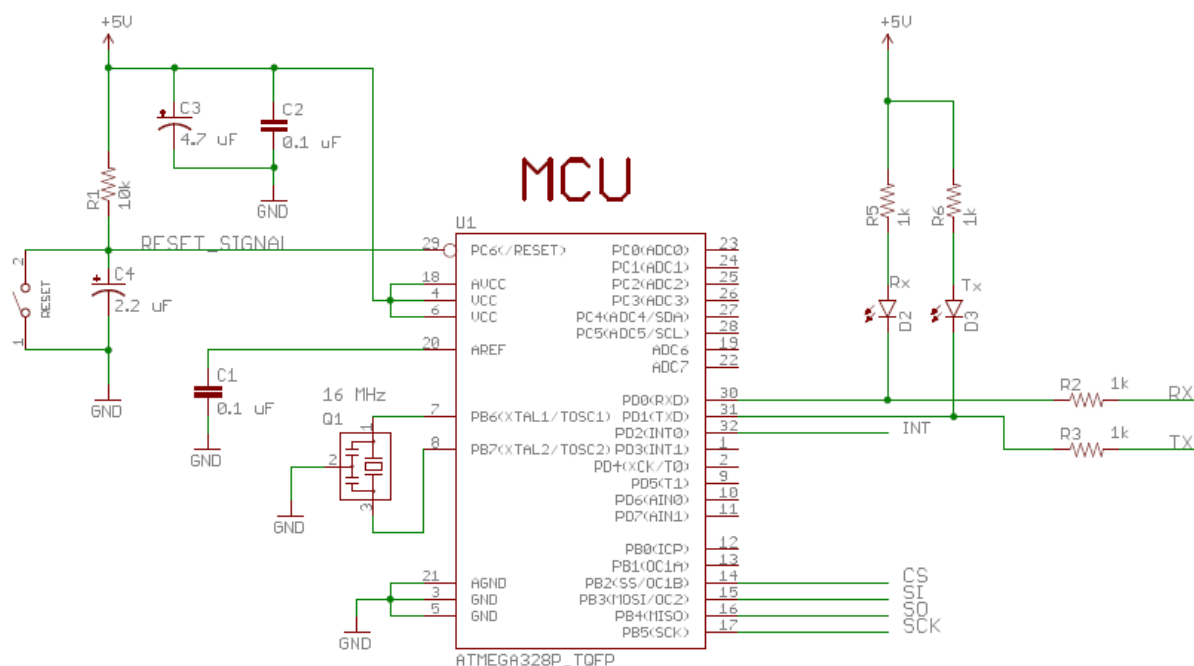 +5V
+5V
C3
4.7 uF
C2
0.1 uF
GND
R1
10k
MCU
U1
R5
1k
R6
1k
RESET_SIGNAL
29
PC6(/RESET)
PC0(ADC0)
23
PC1(ADC1)
24
18
AVCC
PC2(ADC2)
25
4
VCC
PC3(ADC3)
26
6
VCC
PC4(ADC4/SDA)
27
PC5(ADC5/SCL)
28
20
AREF
ADC6
19
ADC7
22
2
RESET
1
C4
2.2 uF
GND
Rx
D2
Tx
D3
C1
0.1 uF
GND
16 MHz
Q1
1
2
3
GND
7
PB6(XTAL1/TOSC1)
8
PB7(XTAL2/TOSC2)
PD0(RXD)
30
PD1(TXD)
31
PD2(INT0)
32
INT
PD3(INT1)
1
PD4(XCK/T0)
2
PD5(T1)
9
PD6(AIN0)
10
PD7(AIN1)
11
R2
1k
RX
R3
1k
TX
PB0(ICP)
12
PB1(OC1A)
13
21
AGND
PB2(SS/OC1B)
14
CS
3
GND
PB3(MOSI/OC2)
15
SI
5
GND
PB4(MISO)
16
SO
PB5(SCK)
17
SCK
GND
ATMEGA328P_TQFP